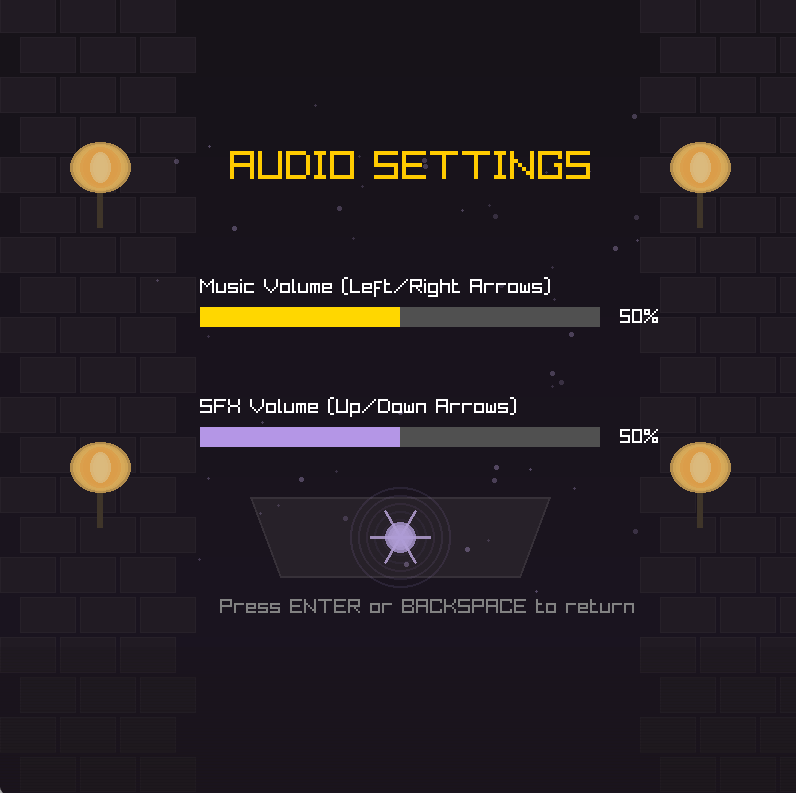 AUDIO SETTINGS
Music Volume (Left/Right Arrows)
50%
SFX Volume (Up/Down Arrows)
50%
Press ENTER or BACKSPACE to return